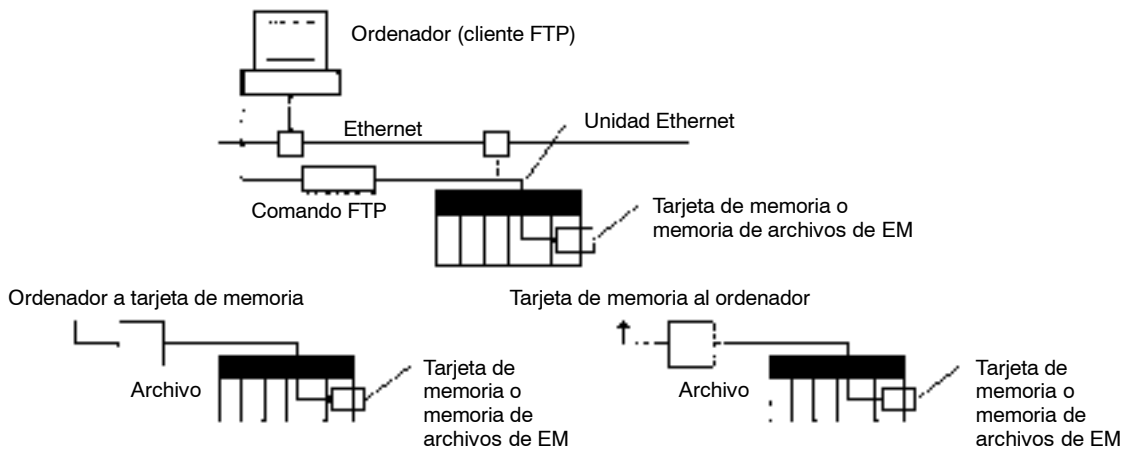 Ordenador (cliente FTP)
Ethernet
Unidad Ethernet
Comando FTP
Tarjeta de memoria o
memoria de archivos de EM
Ordenador a tarjeta de memoria
Archivo
Tarjeta de
memoria o
memoria de
archivos de EM
Tarjeta de memoria al ordenador
Archivo
Tarjeta de
memoria o
memoria de
archivos de EM